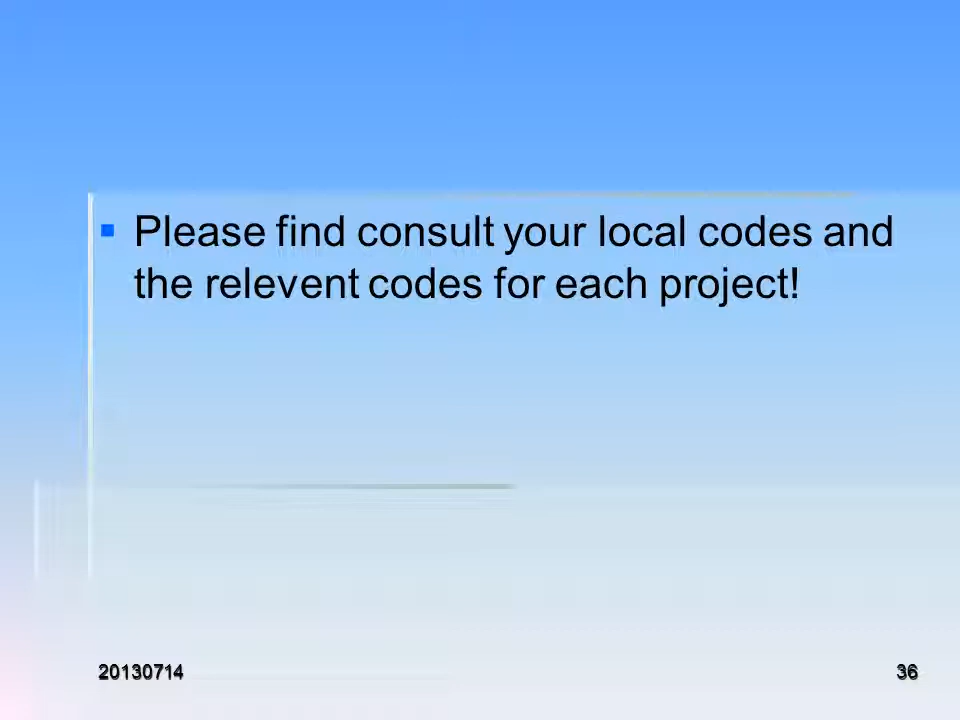 Please find consult your local codes and
the relevent codes for each project!
20130714 36